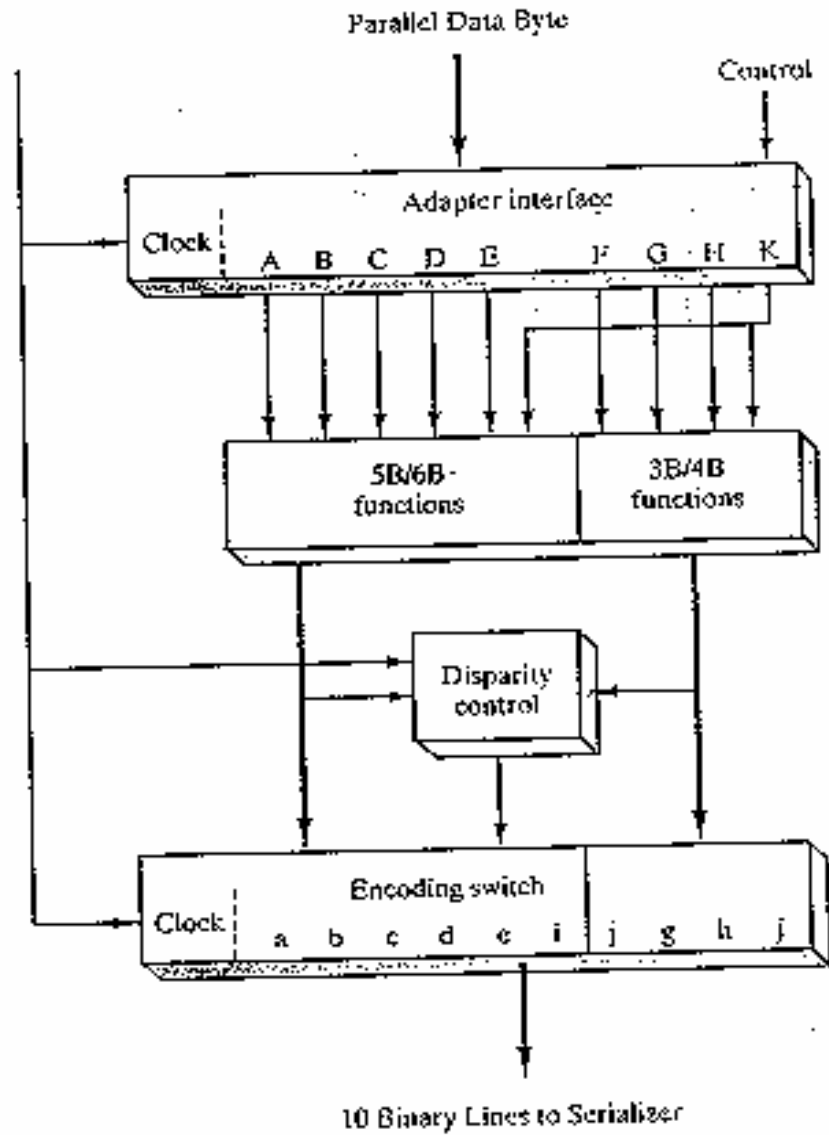 Parallel Data Byte
Control
Adapter interface
Clock
A B C D E F G H K
5B/6B
functions
3B/4B
functions
Disparity
control
Encoding switch
Clock
a b c d e i j g h j
10 Binary Lines to Serializer